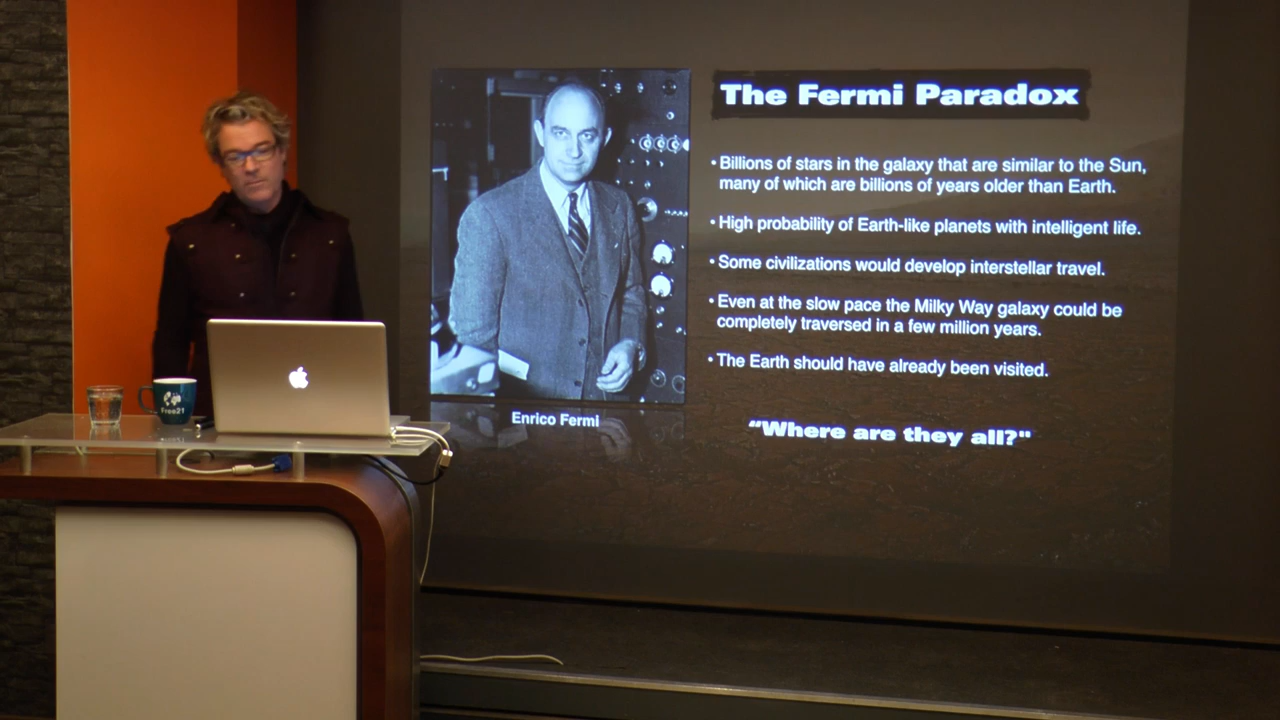 The Fermi Paradox
• Billions of stars in the galaxy that are similar to the Sun,
many of which are billions of years older than Earth.
• High probability of Earth-like planets with intelligent life.
• Some civilizations would develop interstellar travel.
• Even at the slow pace the Milky Way galaxy could be
completely traversed in a few million years.
• The Earth should have already been visited.
“Where are they all?"
Enrico Fermi
Free21